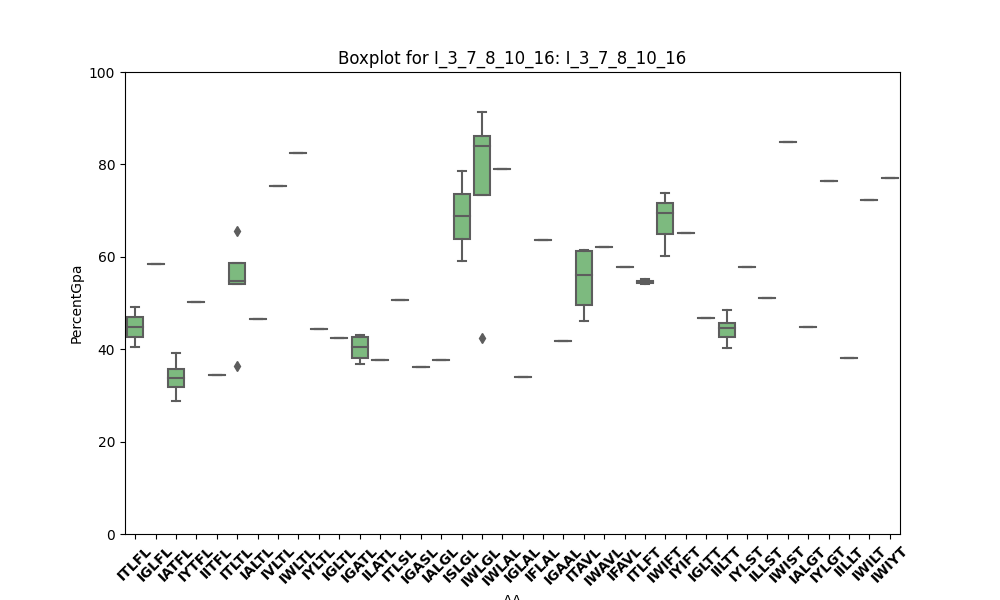 Boxplot for I_3_7_8_10_16: I_3_7_8_10_16
PercentGpa
100
80
60
40
20
0
ITLFL
IGLFL
IATFL
IYTFL
IITFL
ITLTL
IALTL
IVLTL
IWLTL
IYLTL
IGLTL
IGATL
ILATL
ITLSL
IGASL
IALGL
ISLGL
IWLGL
IWLAL
IGLAL
IFLAL
IGAAL
ITAVL
IWAVL
IFAVL
ITLFT
IWIFT
IYIFT
IGLTT
IILTT
IYLST
ILLST
IWIST
IALGT
IYLGT
IILLT
IWILT
IWIYT
AA